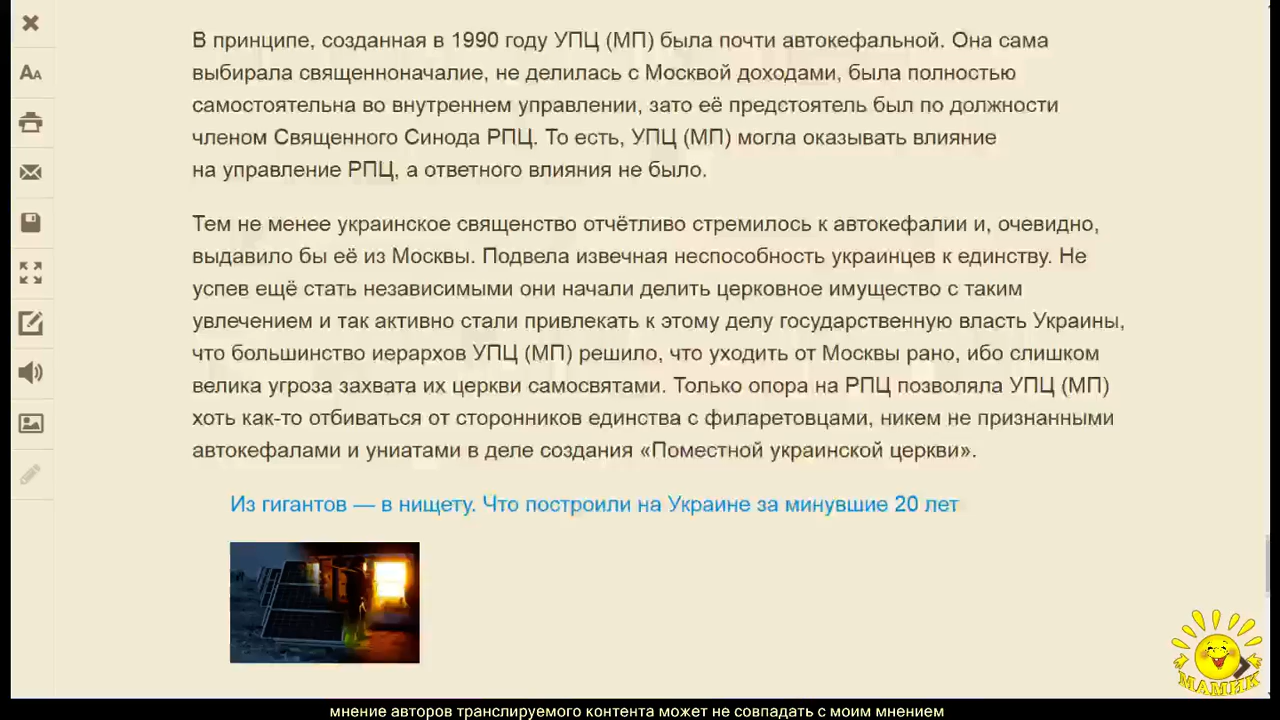 В принципе, созданная в 1990 году УПЦ (МП) была почти автокефальной. Она сама
выбирала священноначалие, не делилась с Москвой доходами, была полностью
самостоятельна во внутреннем управлении, зато её предстоятель был по должности
членом Священного Синода РПЦ. То есть, УПЦ (МП) могла оказывать влияние
на управление РПЦ, а ответного влияния не было.
Тем не менее украинское священство отчётливо стремилось к автокефалии и, очевидно,
выдавило бы её из Москвы. Подвела извечная неспособность украинцев к единству. Не
успев ещё стать независимыми они начали делить церковное имущество с таким
увлечением и так активно стали привлекать к этому делу государственную власть Украины,
что большинство иерархов УПЦ (МП) решило, что уходить от Москвы рано, ибо слишком
велика угроза захвата их церкви самосвятами. Только опора на РПЦ позволяла УПЦ (МП)
хоть как-то отбиваться от сторонников единства с филаретовцами, никем не признанными
автокефалами и униатами в деле создания «Поместной украинской церкви».
Из гигантов — в нищету. Что построили на Украине за минувшие 20 лет
МАМИК
мнение авторов транслируемого контента может не совпадать с моим мнением